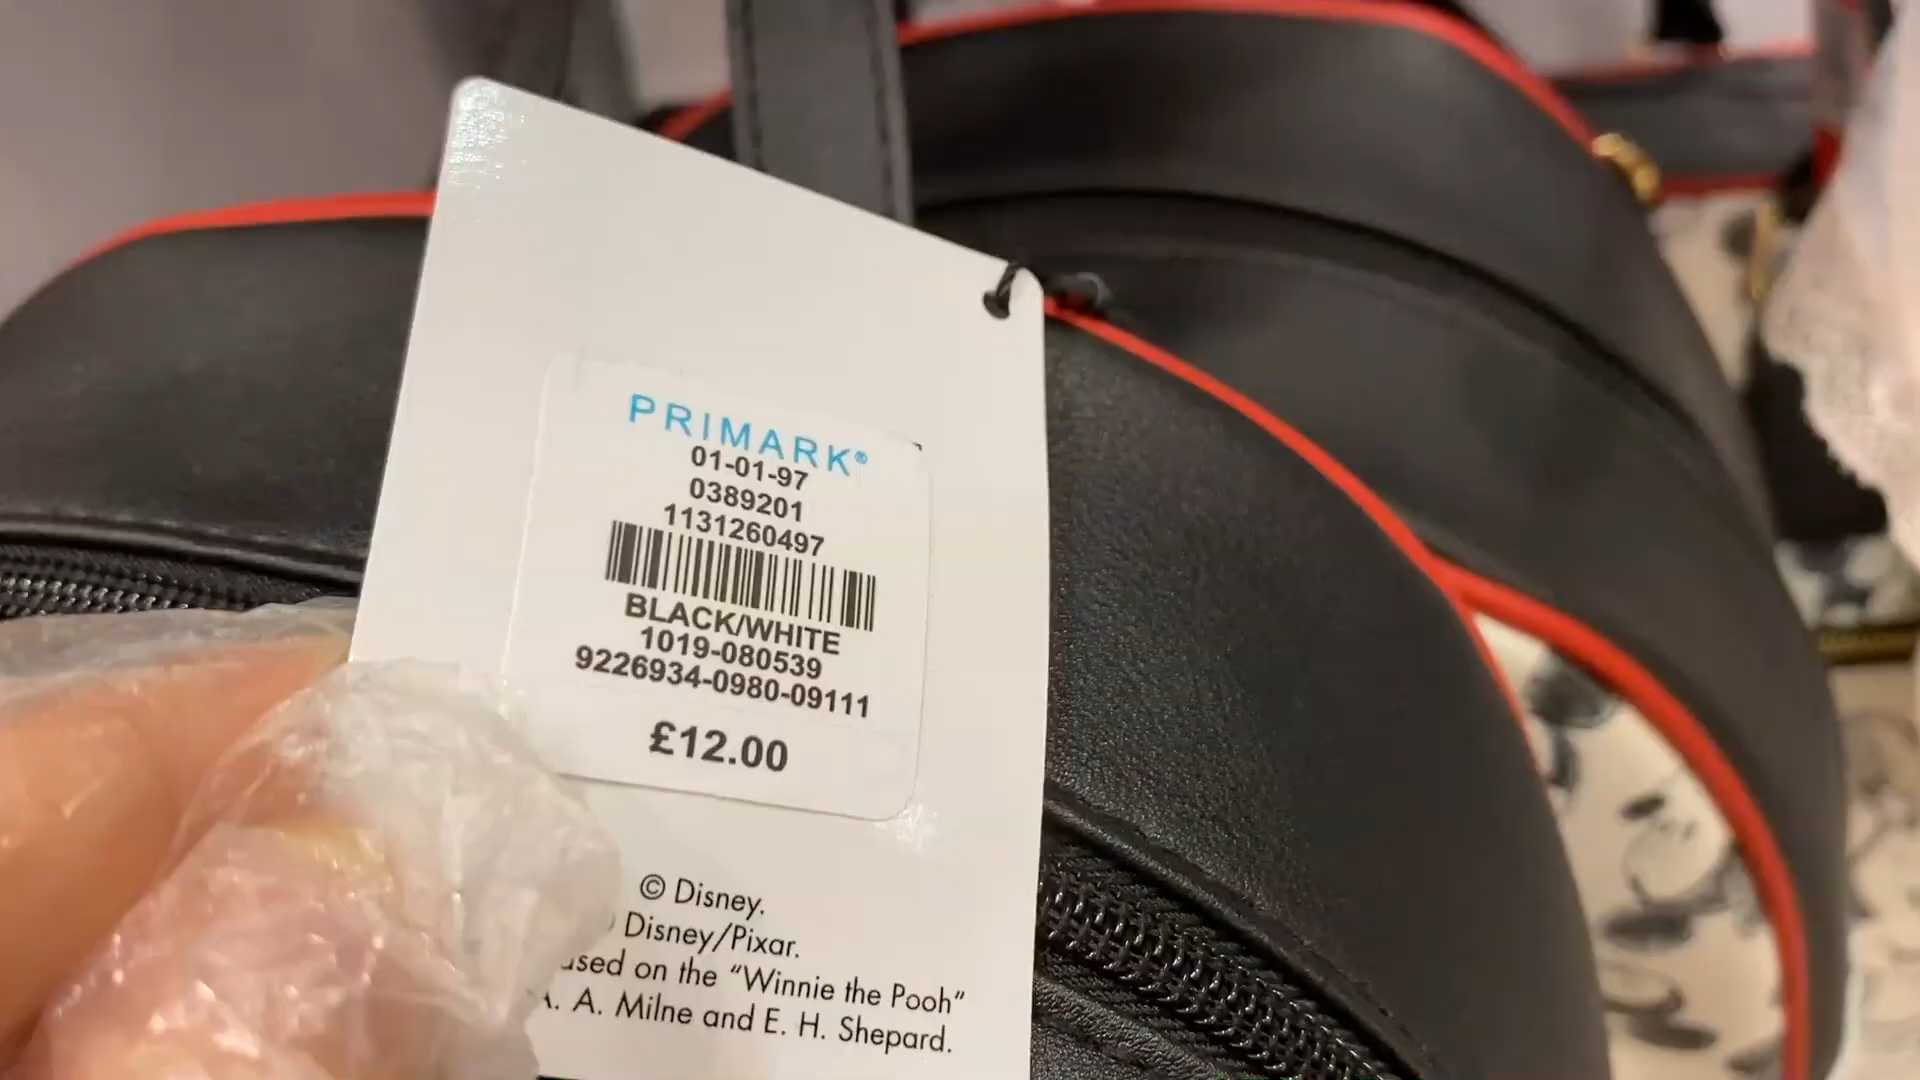 PRIMARK®
01-01-97
0389201
1131260497
BLACK/WHITE
1019-080539
9226934-0980-09111
£12.00
© Disney.
Disney/Pixar.
on the “Winnie the Pooh”
A. A. Milne and E. H. Shepard.